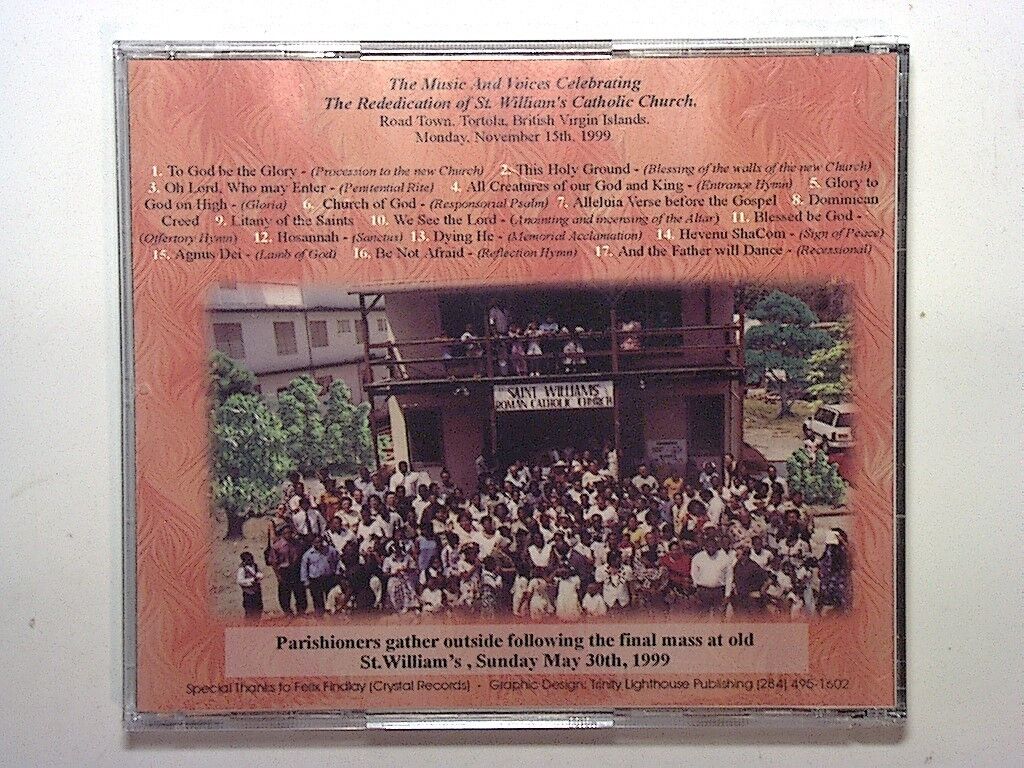 The Music And Voices Celebrating
The Rededication of St. William's Catholic Church.
Road Town, Tortola, British Virgin Islands.
Monday, November 15th, 1999
1. To God be the Glory - (Procession to the new Church) 2. This Holy Ground - (Blessing of the walls of the new Church)
3. Oh Lord, Who may Enter - (Penitential Rite) 4. All Creatures of our God and King - (Entrance Hymn) 5. Glory to
God on High - (Gloria) 6. Church of God - (Responsorial Psalm) 7. Alleluia Verse before the Gospel 8. Dominican
Creed 9. Litany of the Saints 10. We See the Lord - (Anointing and incensing of the Altar) 11. Blessed be God -
(Offertory Hymn) 12. Hosannah - (Sanctus) 13. Dying He - (Memorial Acclamation) 14. Hevenu ShaCom - (Sign of Peace)
15. Agnus Dei - (Lamb of God) 16. Be Not Afraid - (Reflection Hymn) 17. And the Father will Dance - (Recessional)
SAINT WILLIAMS
ROMAN CATHOLIC CHURCH
Parishioners gather outside following the final mass at old
St.William's , Sunday May 30th, 1999
Special Thanks to Felix Findlay (Crystal Records) - Graphic Design: Trinity Lighthouse Publishing (284) 495-1602